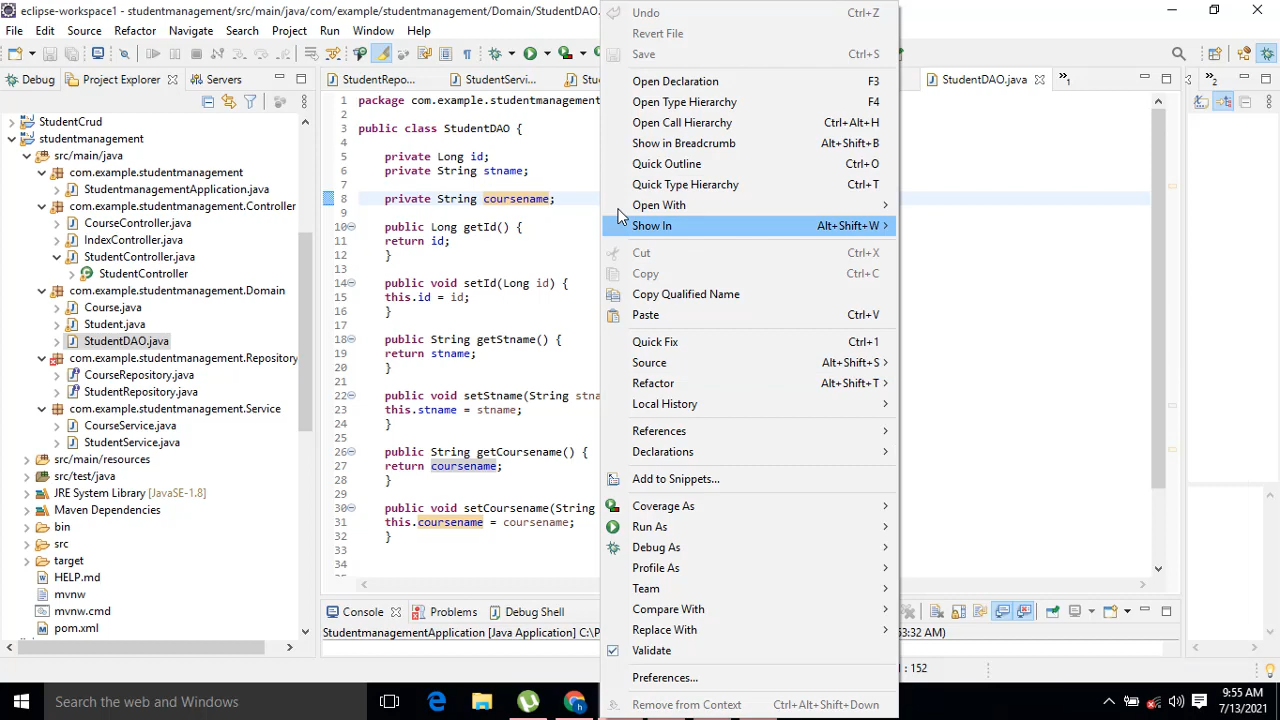 eclipse-workspace1 - studentmanagement/src/main/java/com/example/studentmanagement/Domain/StudentDAO.
File Edit Source Refactor Navigate Search Project Run Window Help
Debug Project Explorer Servers
StudentRepo... StudentServi... StudentDAO.java »1 »2
StudentCrud
studentmanagement
src/main/java
com.example.studentmanagement
StudentmanagementApplication.java
com.example.studentmanagement.Controller
CourseController.java
IndexController.java
StudentController.java
StudentController
com.example.studentmanagement.Domain
Course.java
Student.java
StudentDAO.java
com.example.studentmanagement.Repository
CourseRepository.java
StudentRepository.java
com.example.studentmanagement.Service
CourseService.java
StudentService.java
src/main/resources
src/test/java
JRE System Library [JavaSE-1.8]
Maven Dependencies
bin
src
target
HELP.md
mvnw
mvnw.cmd
pom.xml
1 package com.example.studentmanagement
2
3 public class StudentDAO {
4
5 private Long id;
6 private String stname;
7
8 private String coursename;
9
10 public Long getId() {
11 return id;
12 }
13
14 public void setId(Long id) {
15 this.id = id;
16 }
17
18 public String getStname() {
19 return stname;
20 }
21
22 public void setStname(String stna
23 this.stname = stname;
24 }
25
26 public String getCoursename() {
27 return coursename;
28 }
29
30 public void setCoursename(String
31 this.coursename = coursename;
32 }
33
34
Undo Ctrl+Z
Revert File
Save Ctrl+S
Open Declaration F3
Open Type Hierarchy F4
Open Call Hierarchy Ctrl+Alt+H
Show in Breadcrumb Alt+Shift+B
Quick Outline Ctrl+O
Quick Type Hierarchy Ctrl+T
Open With
Show In Alt+Shift+W
Cut Ctrl+X
Copy Ctrl+C
Copy Qualified Name
Paste Ctrl+V
Quick Fix Ctrl+1
Source Alt+Shift+S
Refactor Alt+Shift+T
Local History
References
Declarations
Add to Snippets...
Coverage As
Run As
Debug As
Profile As
Team
Compare With
Replace With
Validate
Preferences...
Remove from Context Ctrl+Alt+Shift+Down
Console Problems Debug Shell
StudentmanagementApplication [Java Application] C:\P
:53:32 AM)
: 152
Search the web and Windows
9:55 AM
7/13/2021